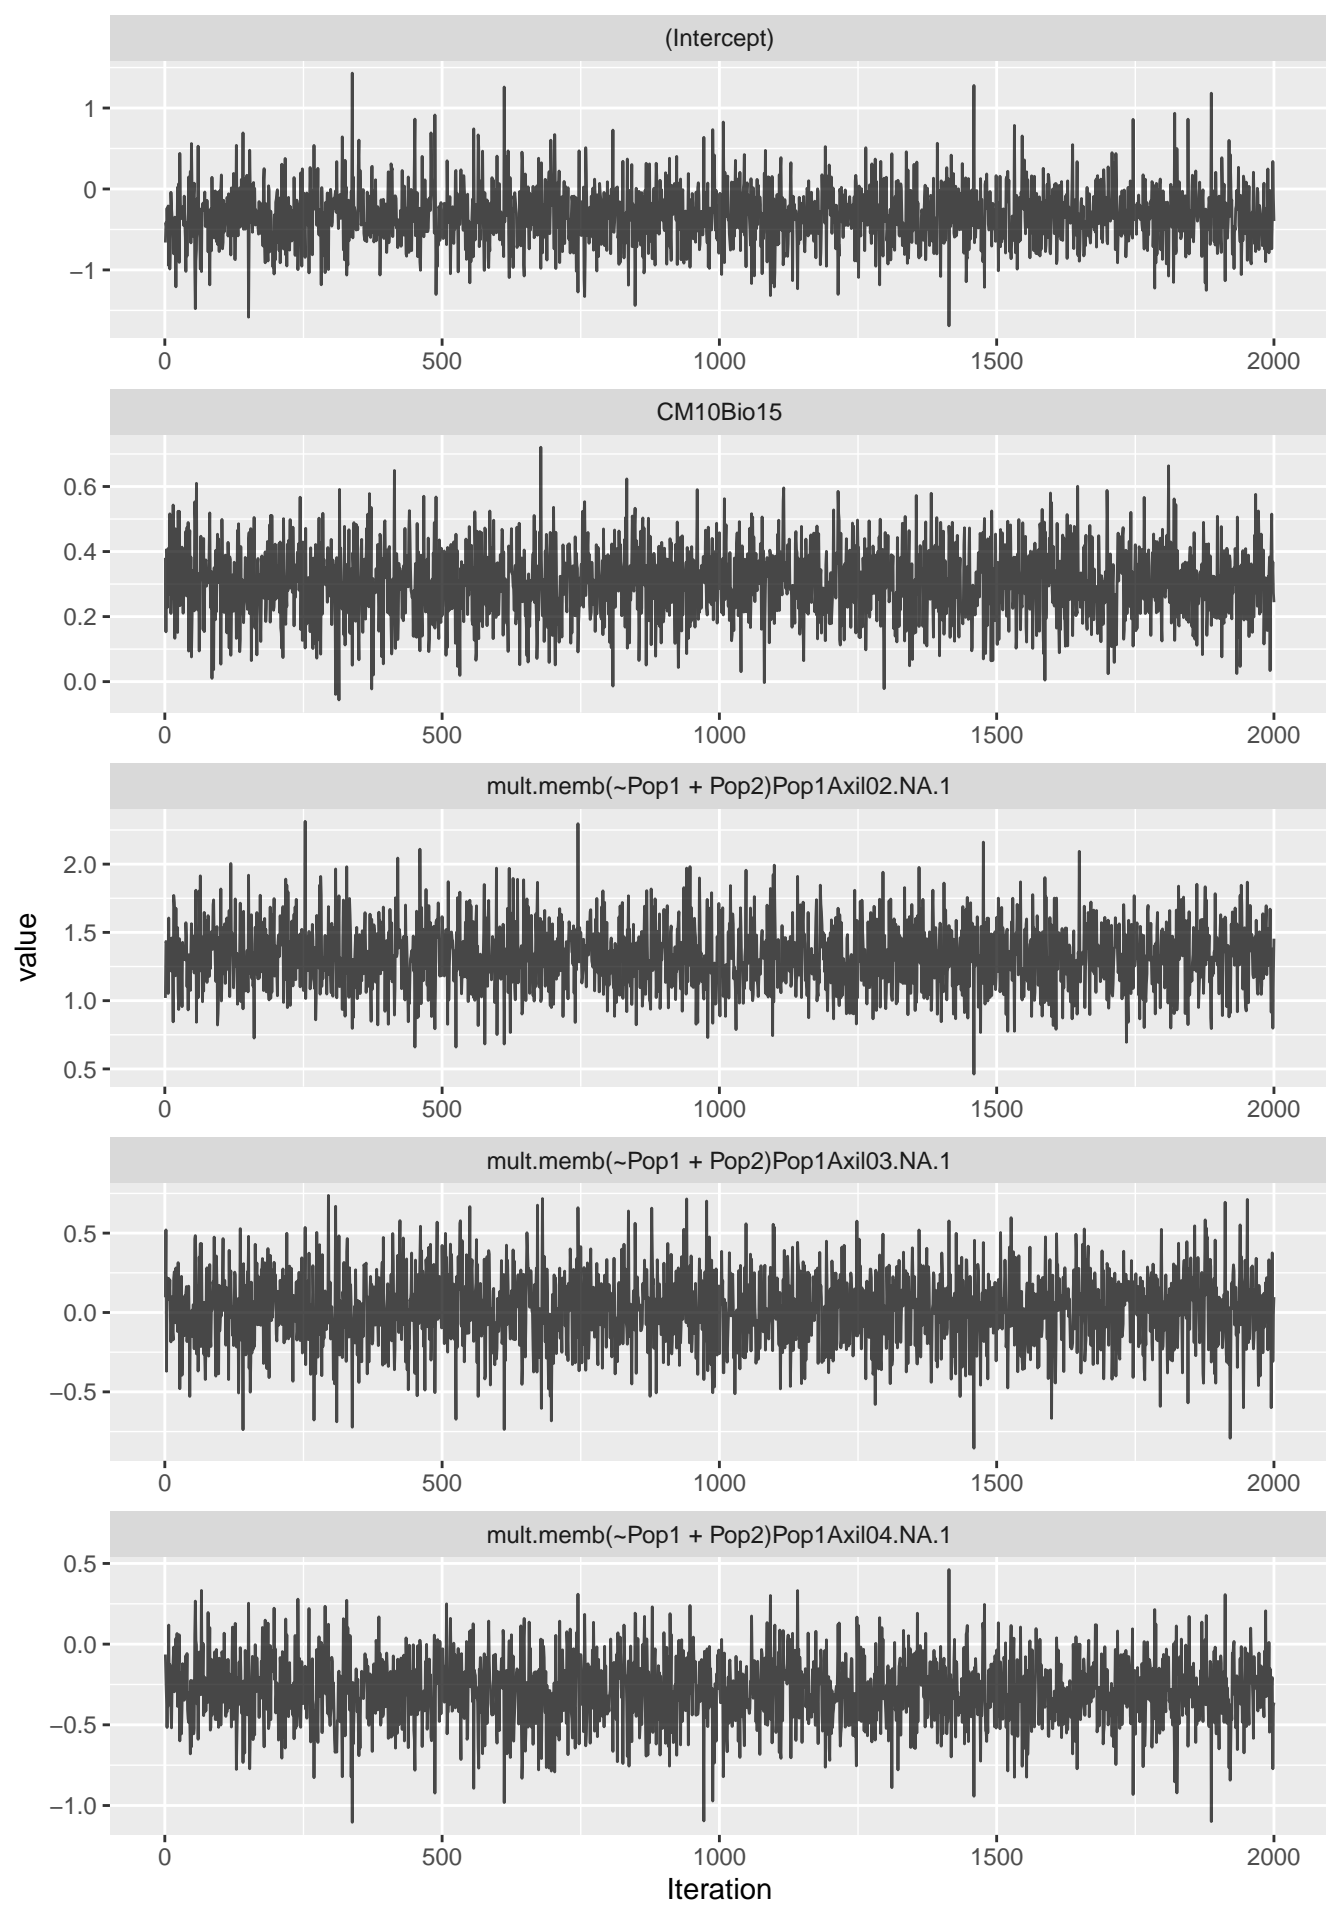 (Intercept)
1
0
−1
0 500 1000 1500 2000
CM10Bio15
0.6
0.4
0.2
0.0
0 500 1000 1500 2000
mult.memb(~Pop1 + Pop2)Pop1Axil02.NA.1
2.0
1.5
1.0
0.5
0 500 1000 1500 2000
mult.memb(~Pop1 + Pop2)Pop1Axil03.NA.1
0.5
0.0
−0.5
0 500 1000 1500 2000
mult.memb(~Pop1 + Pop2)Pop1Axil04.NA.1
0.5
0.0
−0.5
−1.0
0 500 1000 1500 2000
Iteration
value